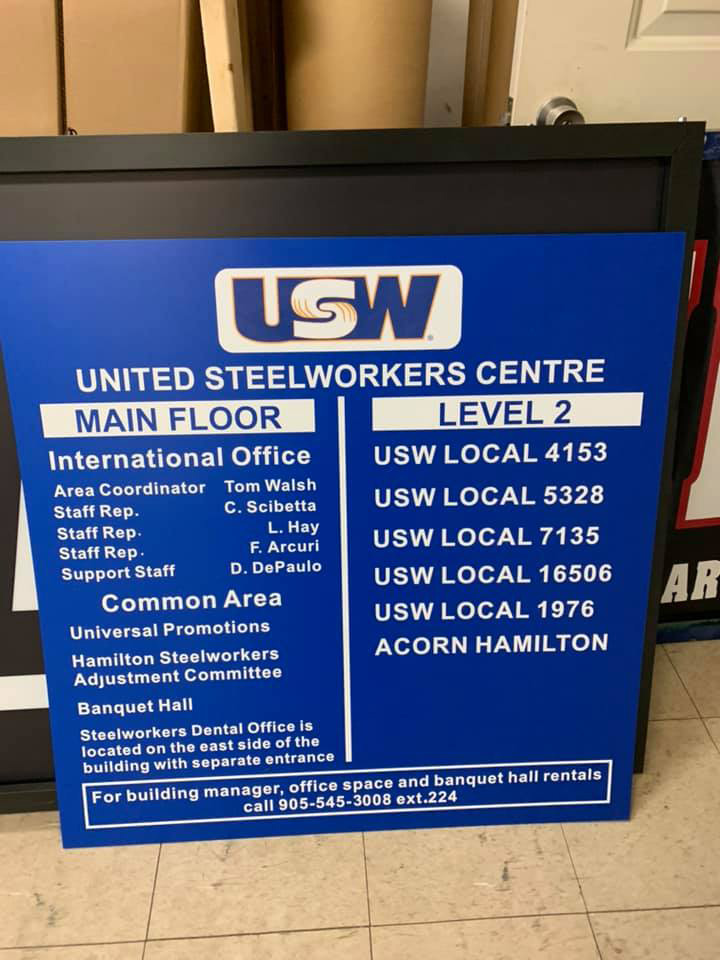 USW
UNITED STEELWORKERS CENTRE
MAIN FLOOR
International Office
Area Coordinator Tom Walsh
Staff Rep. C. Scibetta
Staff Rep. L. Hay
Staff Rep. F. Arcuri
Support Staff D. DePaulo
Common Area
Universal Promotions
Hamilton Steelworkers
Adjustment Committee
Banquet Hall
Steelworkers Dental Office is
located on the east side of the
building with separate entrance
LEVEL 2
USW LOCAL 4153
USW LOCAL 5328
USW LOCAL 7135
USW LOCAL 16506
USW LOCAL 1976
ACORN HAMILTON
For building manager, office space and banquet hall rentals
call 905-545-3008 ext.224
AR